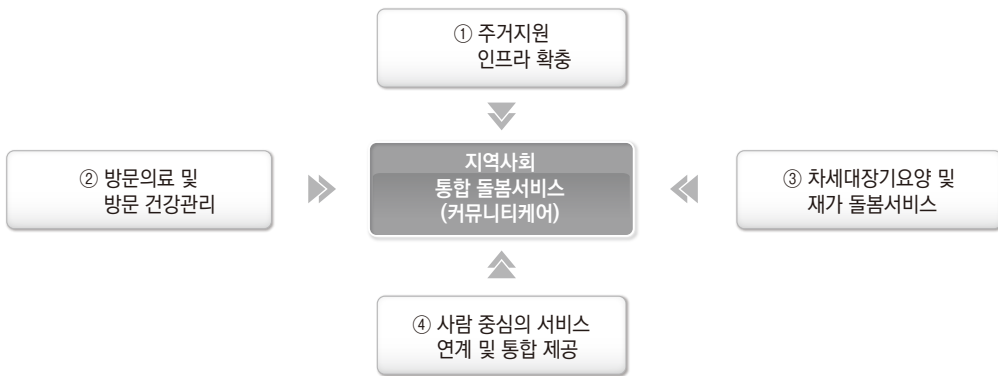 ① 주거지원
인프라 확충
② 방문의료 및
방문 건강관리
지역사회
통합 돌봄서비스
(커뮤니티케어)
③ 차세대장기요양 및
재가 돌봄서비스
④ 사람 중심의 서비스
연계 및 통합 제공